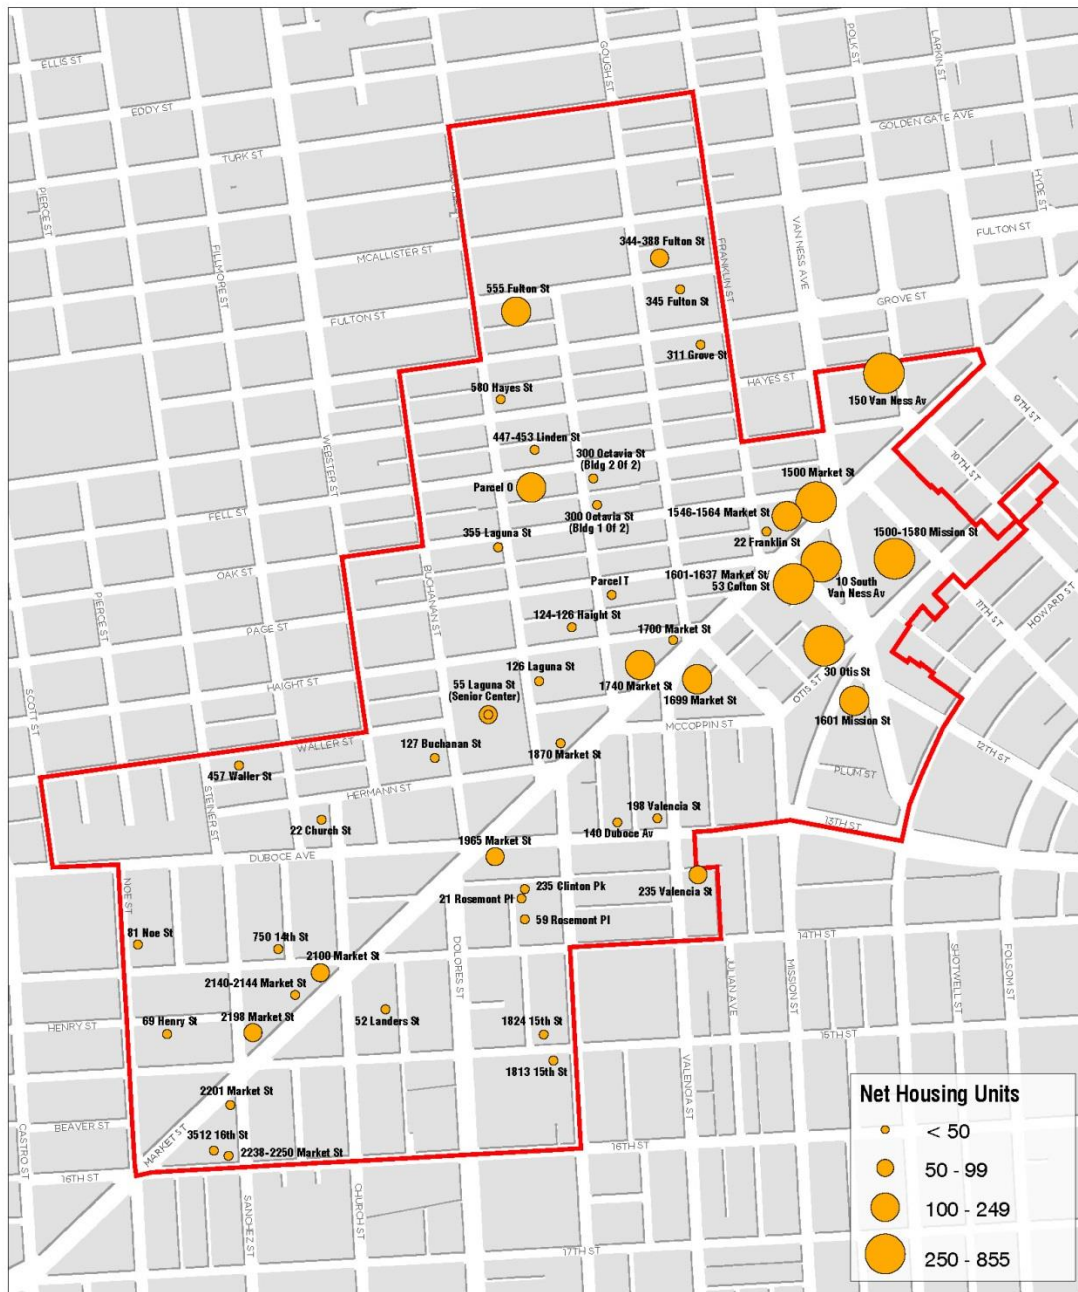 ELLIS ST
EDDY ST
TURK ST
GOUGH ST
POLK ST
LARKIN ST
GOLDEN GATE AVE
HYDE ST
FULTON ST
PIERCE ST
FILLMORE ST
MCALLISTER ST
FULTON ST
VAN NESS AVE
FRANKLIN ST
GROVE ST
HAYES ST
344-388 Fulton St
345 Fulton St
555 Fulton St
311 Grove St
580 Hayes St
150 Van Ness Av
9TH ST
10TH ST
WEBSTER ST
447-453 Linden St
300 Octavia St
(Bldg 2 Of 2)
Parcel O
300 Octavia St
(Bldg 1 Of 2)
355 Laguna St
1500 Market St
1546-1564 Market St
22 Franklin St
1500-1580 Mission St
1601-1637 Market St/
53 Colton St
10 South
Van Ness Av
FELL ST
OAK ST
PAGE ST
HAIGHT ST
PIERCE ST
BUCHANAN ST
Parcel T
124-126 Haight St
1700 Market St
11TH ST
HOWARD ST
126 Laguna St
55 Laguna St
(Senior Center)
1740 Market St
1699 Market St
30 Otis St
OTIS ST
1601 Mission St
SCOTT ST
WALLER ST
127 Buchanan St
1870 Market St
MCCOPPIN ST
12TH ST
PLUM ST
457 Waller St
HERMANN ST
STEINER ST
22 Church St
198 Valencia St
140 Duboce Av
13TH ST
1965 Market St
DUBOCE AVE
235 Clinton Pk
21 Rosemont Pl
59 Rosemont Pl
235 Valencia St
NOE ST
81 Noe St
750 14th St
2100 Market St
2140-2144 Market St
14TH ST
DOLORES ST
JULIAN AVE
MISSION ST
SHOTWELL ST
FOLSOM ST
HENRY ST
69 Henry St
2198 Market St
52 Landers St
1824 15th St
1813 15th St
15TH ST
VALENCIA ST
2201 Market St
BEAVER ST
MARKET ST
3512 16th St
2238-2250 Market St
CASTRO ST
16TH ST
16TH ST
SANCHEZ ST
CHURCH ST
17TH ST
Net Housing Units
< 50
50 - 99
100 - 249
250 - 855